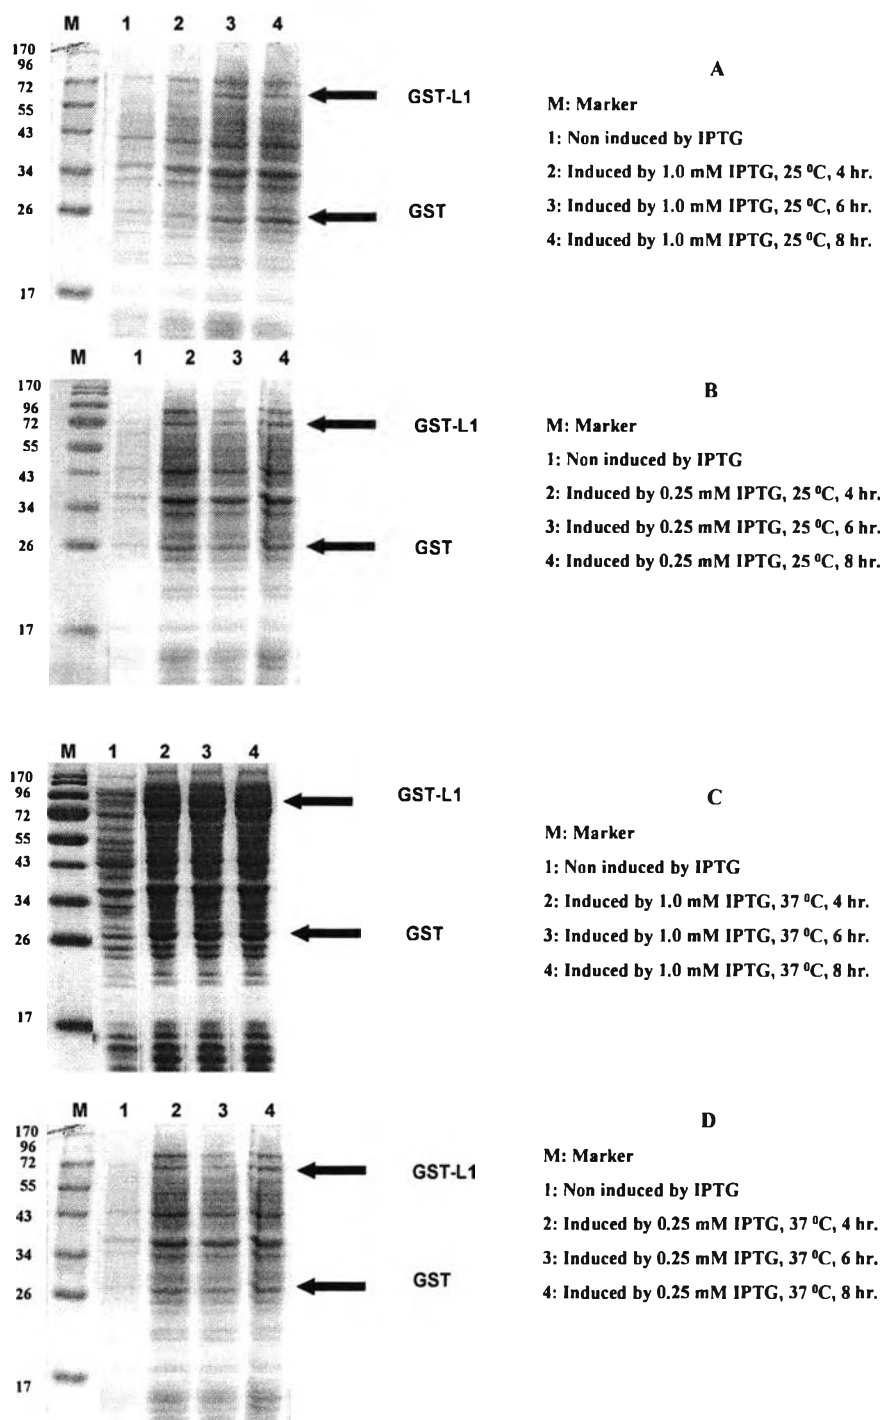 M 1 2 3 4
170
96
72
55
43
34
26
17
GST-L1
GST
A
M: Marker
1: Non induced by IPTG
2: Induced by 1.0 mM IPTG, 25 ⁰C, 4 hr.
3: Induced by 1.0 mM IPTG, 25 ⁰C, 6 hr.
4: Induced by 1.0 mM IPTG, 25 ⁰C, 8 hr.
M 1 2 3 4
170
96
72
55
43
34
26
17
GST-L1
GST
B
M: Marker
1: Non induced by IPTG
2: Induced by 0.25 mM IPTG, 25 ⁰C, 4 hr.
3: Induced by 0.25 mM IPTG, 25 ⁰C, 6 hr.
4: Induced by 0.25 mM IPTG, 25 ⁰C, 8 hr.
M 1 2 3 4
170
96
72
55
43
34
26
17
GST-L1
GST
C
M: Marker
1: Non induced by IPTG
2: Induced by 1.0 mM IPTG, 37 ⁰C, 4 hr.
3: Induced by 1.0 mM IPTG, 37 ⁰C, 6 hr.
4: Induced by 1.0 mM IPTG, 37 ⁰C, 8 hr.
M 1 2 3 4
170
96
72
55
43
34
26
17
GST-L1
GST
D
M: Marker
1: Non induced by IPTG
2: Induced by 0.25 mM IPTG, 37 ⁰C, 4 hr.
3: Induced by 0.25 mM IPTG, 37 ⁰C, 6 hr.
4: Induced by 0.25 mM IPTG, 37 ⁰C, 8 hr.